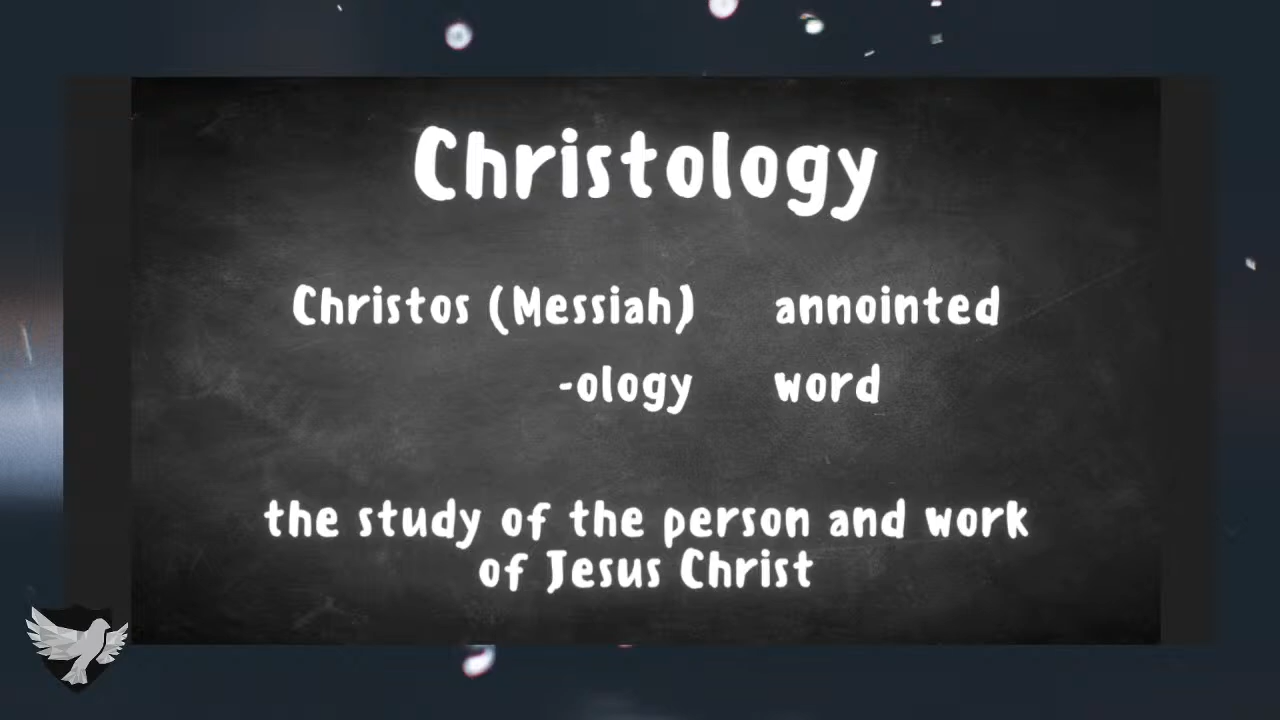 Christology
Christos (Messiah) annointed
-ology word
the study of the person and work
of Jesus Christ